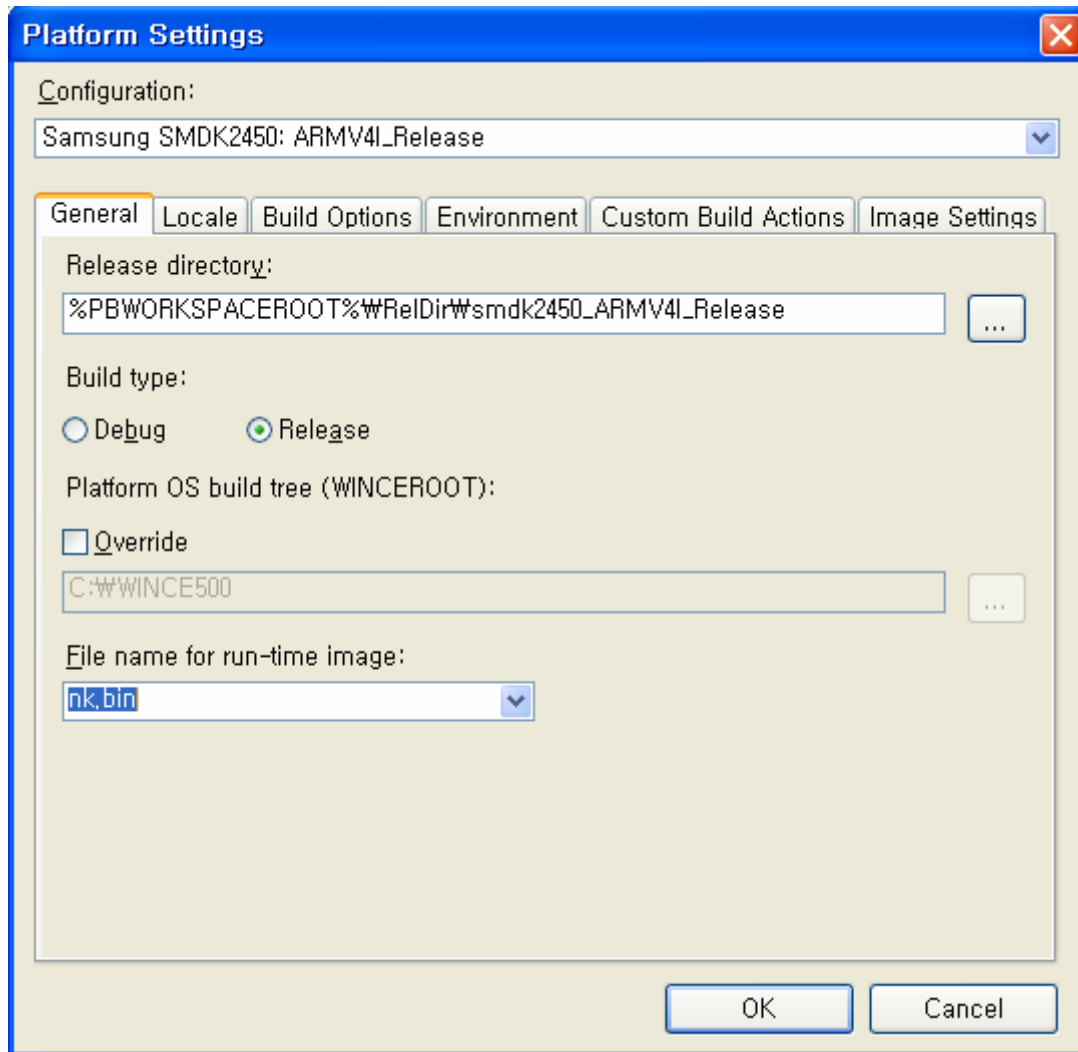 Platform Settings
Configuration:
Samsung SMDK2450: ARMV4I_Release
General Locale Build Options Environment Custom Build Actions Image Settings
Release directory:
%PBWORKSPACEROOT%₩RelDir₩smdk2450_ARMV4I_Release
...
Build type:
Debug Release
Platform OS build tree (WINCEROOT):
Override
C:₩WINCE500
...
File name for run-time image:
nk.bin
OK Cancel